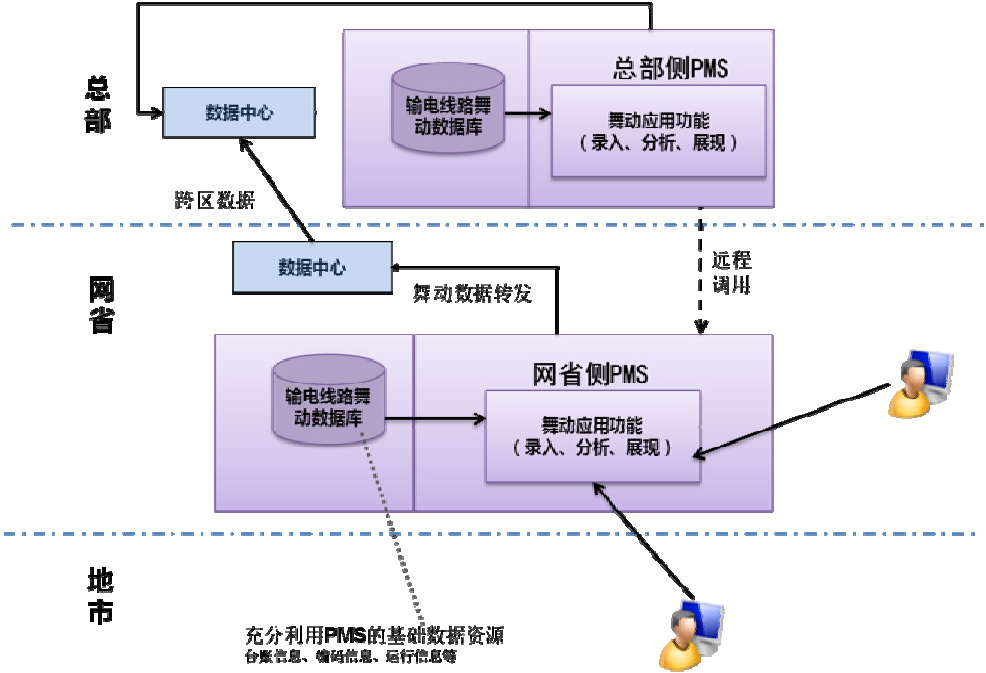 总部侧PMS
总
部
数据中心
输电线路舞
动数据库
舞动应用功能
（录入、分析、展现）
跨区数据
数据中心
远程
调用
网
省
舞动数据转发
网省侧PMS
输电线路舞
动数据库
舞动应用功能
（录入、分析、展现）
地
市
充分利用PMS的基础数据资源
台账信息、编码信息、运行信息等